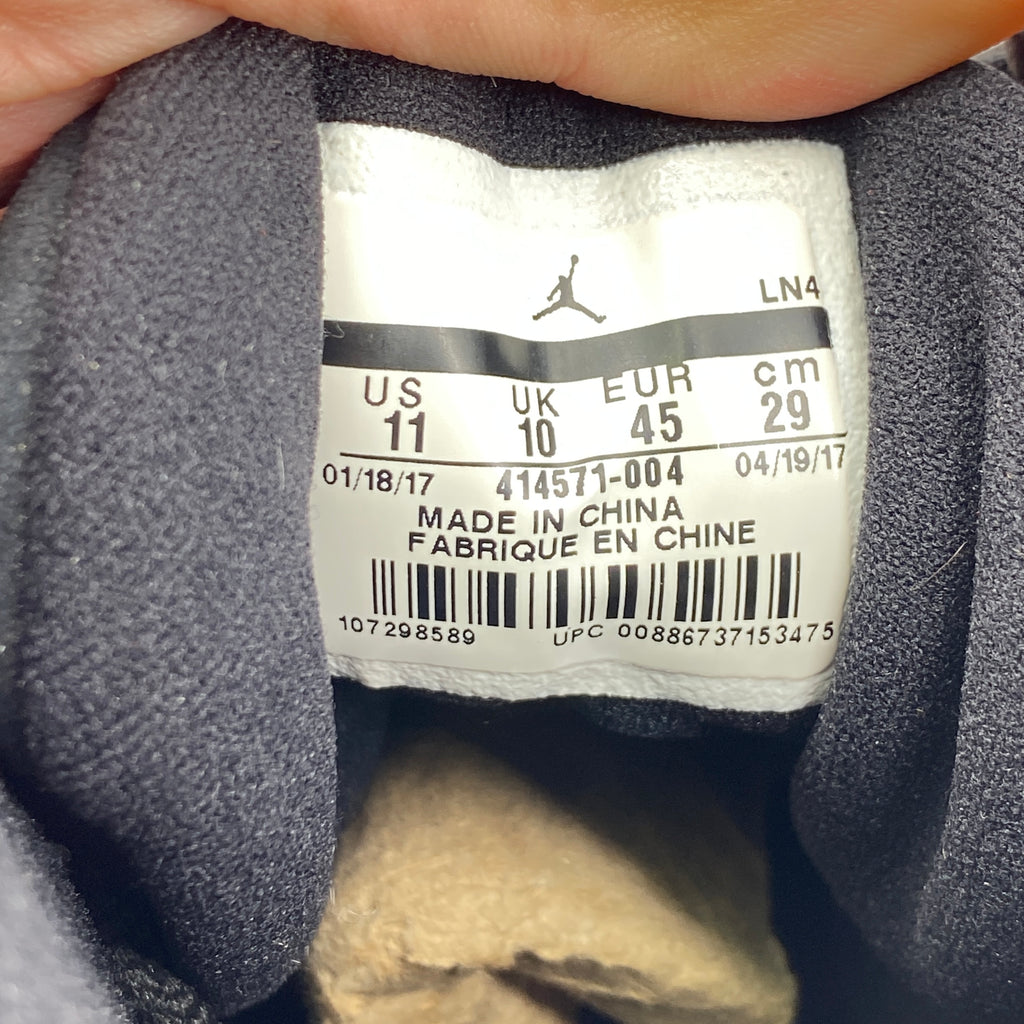 LN4
US UK EUR cm
11 10 45 29
01/18/17 414571-004 04/19/17
MADE IN CHINA
FABRIQUE EN CHINE
107298589 UPC 00886737153475